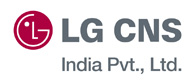 LG CNS
India Pvt., Ltd.